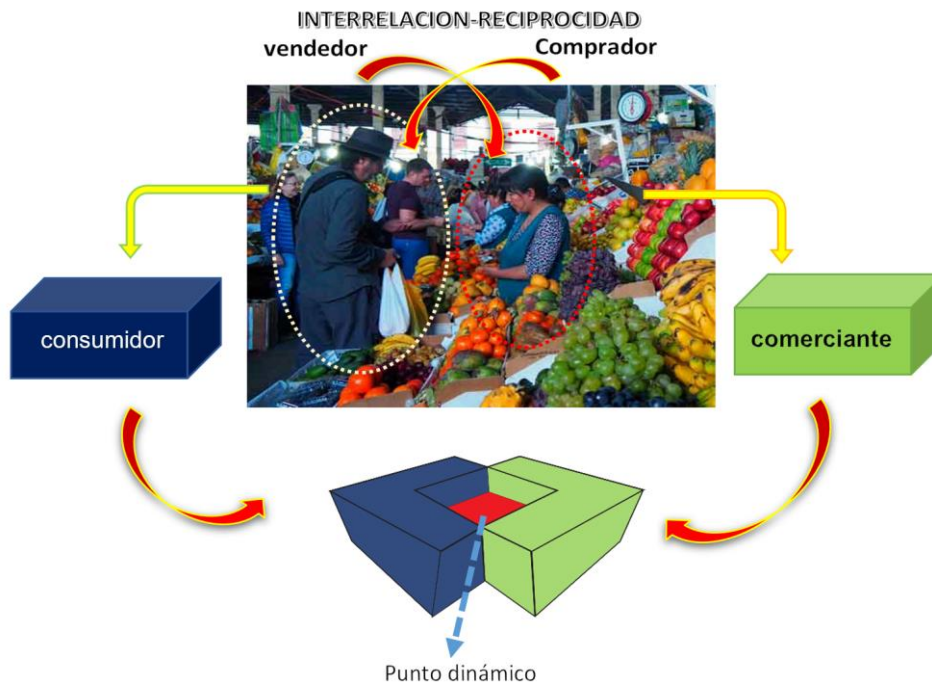 INTERRELACION-RECIPROCIDAD
vendedor
Comprador
consumidor
comerciante
Punto dinámico